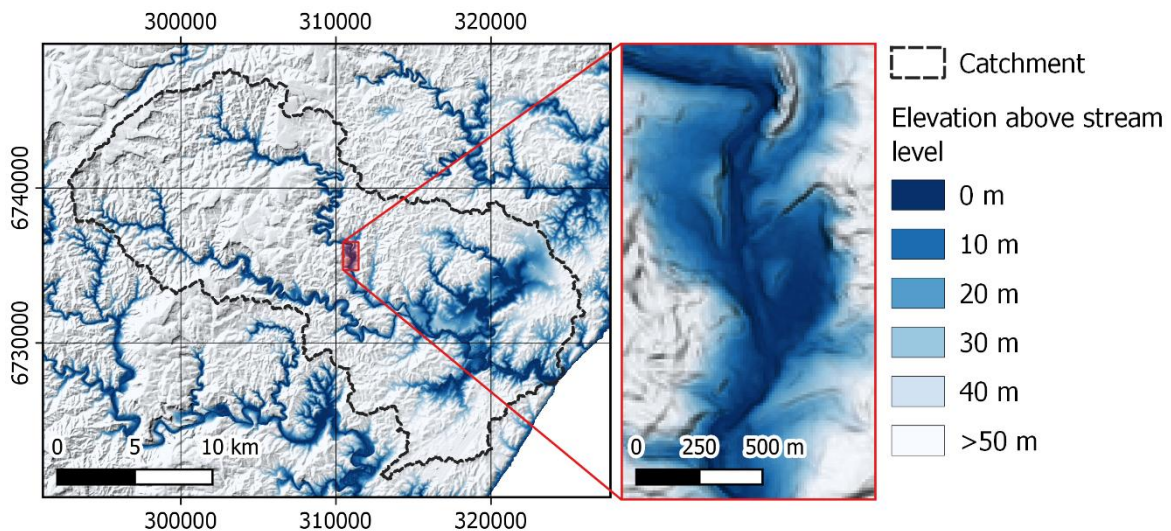 300000 310000 320000
6740000
6730000
0 5 10 km
300000 310000 320000
0 250 500 m
Catchment
Elevation above stream
level
0 m
10 m
20 m
30 m
40 m
>50 m